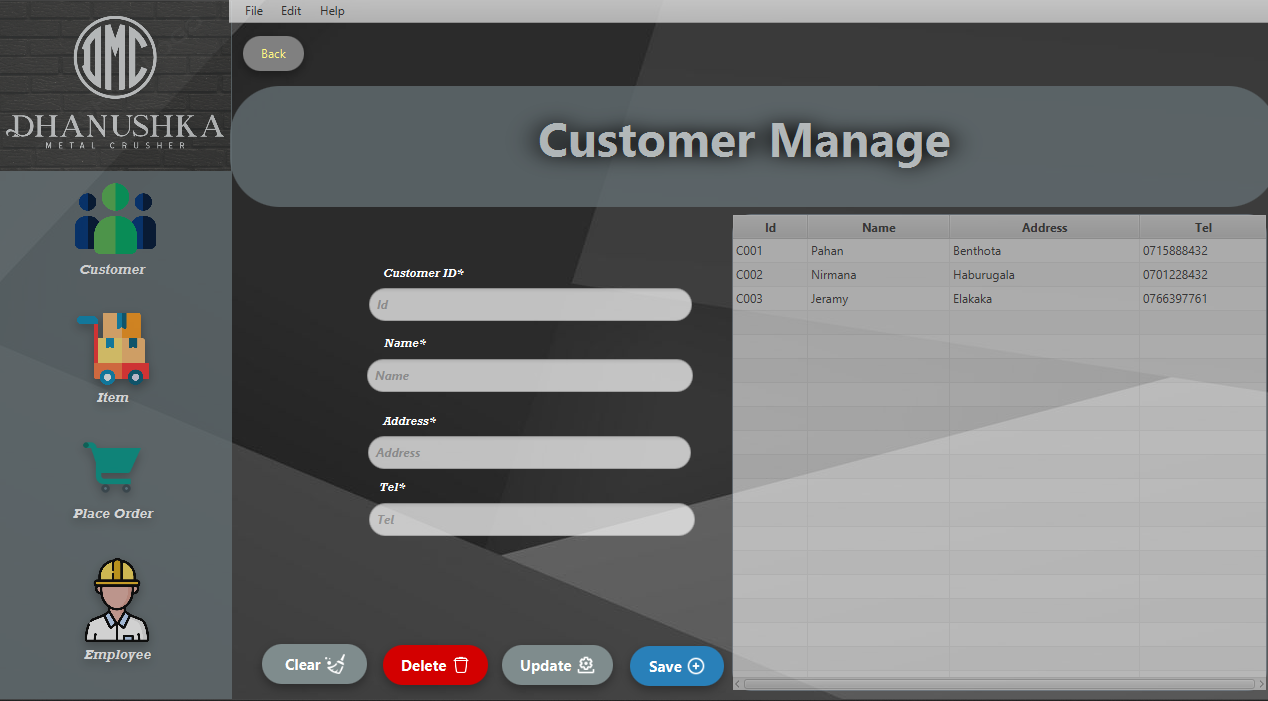 File Edit Help
DMC
DHANUSHKA
METAL CRUSHER
Back
Customer Manage
Customer
Item
Place Order
Employee
Customer ID*
Id
Name*
Name
Address*
Address
Tel*
Tel
Clear
Delete
Update
Save
Id Name Address Tel
C001 Pahan Benthota 0715888432
C002 Nirmana Haburugala 0701228432
C003 Jeramy Elakaka 0766397761